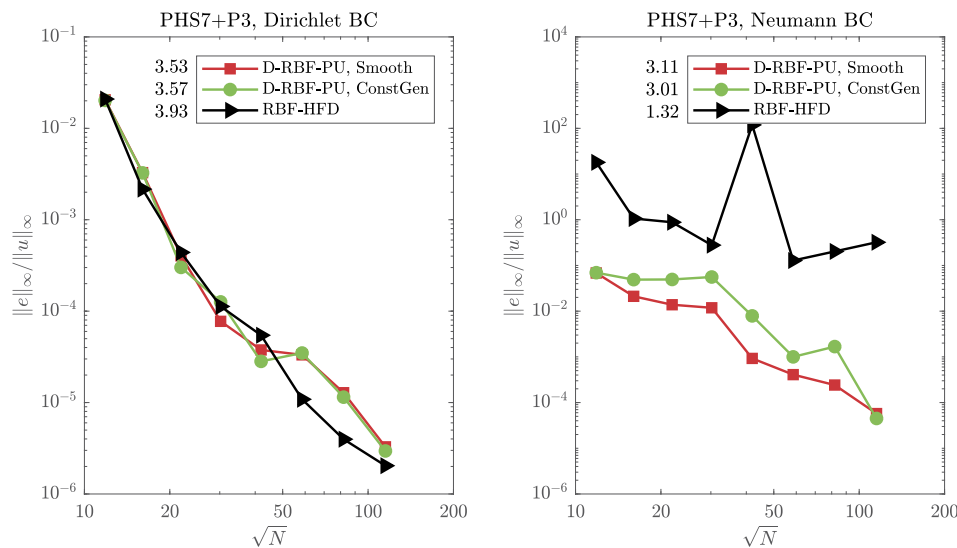 PHS7+P3, Dirichlet BC
3.53 D-RBF-PU, Smooth
3.57 D-RBF-PU, ConstGen
3.93 RBF-HFD
10^{-1}
10^{-2}
10^{-3}
10^{-4}
10^{-5}
10^{-6}
||e||_∞/||u||_∞
10 20 50 100 200
√N
PHS7+P3, Neumann BC
3.11 D-RBF-PU, Smooth
3.01 D-RBF-PU, ConstGen
1.32 RBF-HFD
10^{4}
10^{2}
10^{0}
10^{-2}
10^{-4}
10^{-6}
||e||_∞/||u||_∞
10 20 50 100 200
√N